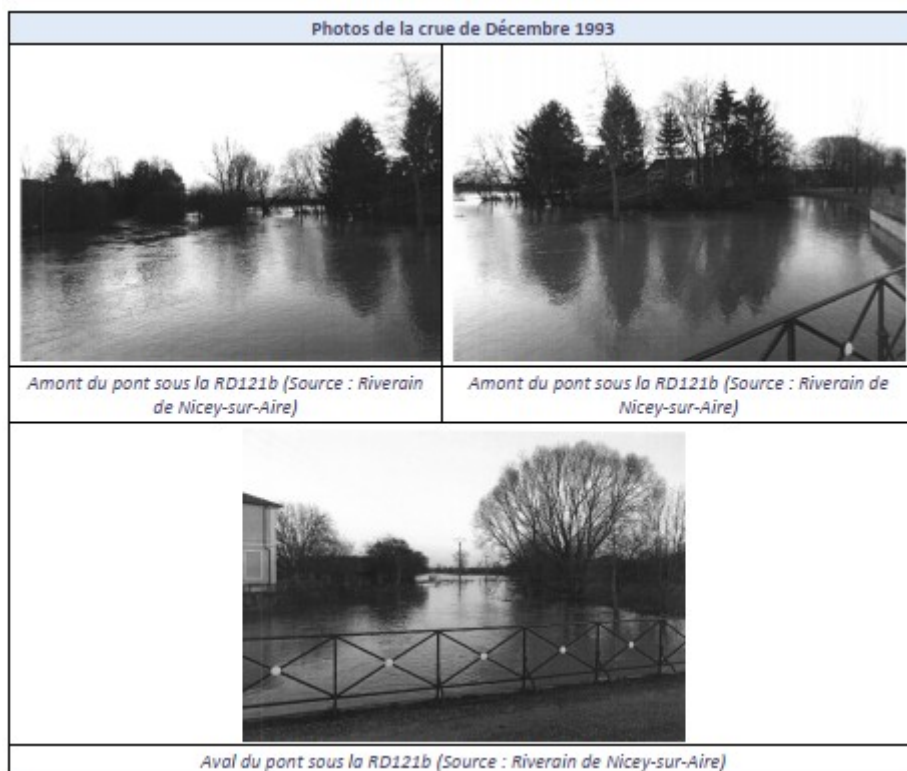 Photos de la crue de Décembre 1993
Amont du pont sous la RD121b (Source : Riverain
de Nicey-sur-Aire)
Amont du pont sous la RD121b (Source : Riverain de
Nicey-sur-Aire)
Aval du pont sous la RD121b (Source : Riverain de Nicey-sur-Aire)